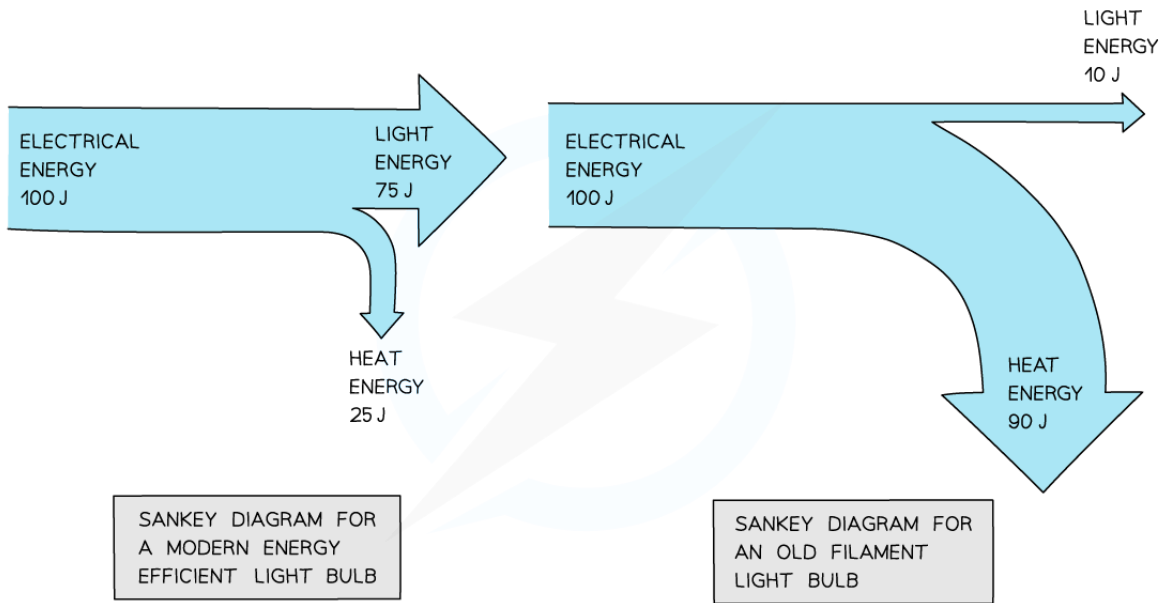 ELECTRICAL
ENERGY
100 J
LIGHT
ENERGY
75 J
HEAT
ENERGY
25 J
SANKEY DIAGRAM FOR
A MODERN ENERGY
EFFICIENT LIGHT BULB
ELECTRICAL
ENERGY
100 J
LIGHT
ENERGY
10 J
HEAT
ENERGY
90 J
SANKEY DIAGRAM FOR
AN OLD FILAMENT
LIGHT BULB